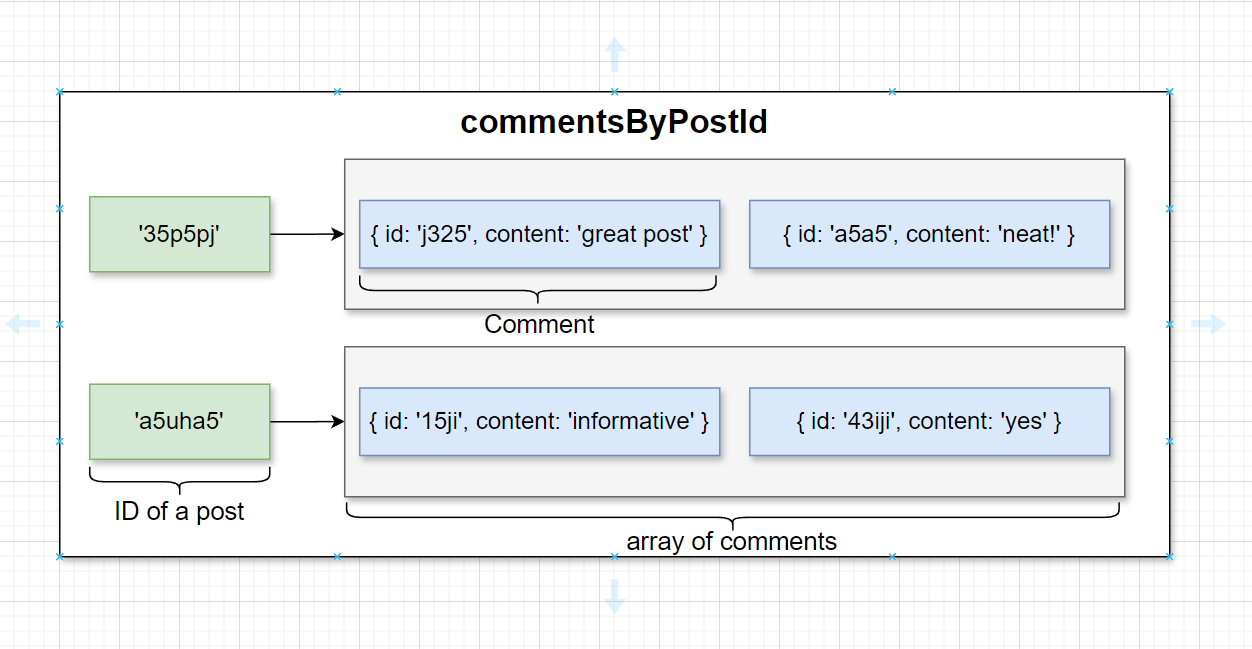 commentsByPostId
'35p5pj'
{ id: 'j325', content: 'great post' }
{ id: 'a5a5', content: 'neat!' }
Comment
'a5uha5'
{ id: '15ji', content: 'informative' }
{ id: '43iji', content: 'yes' }
ID of a post
array of comments